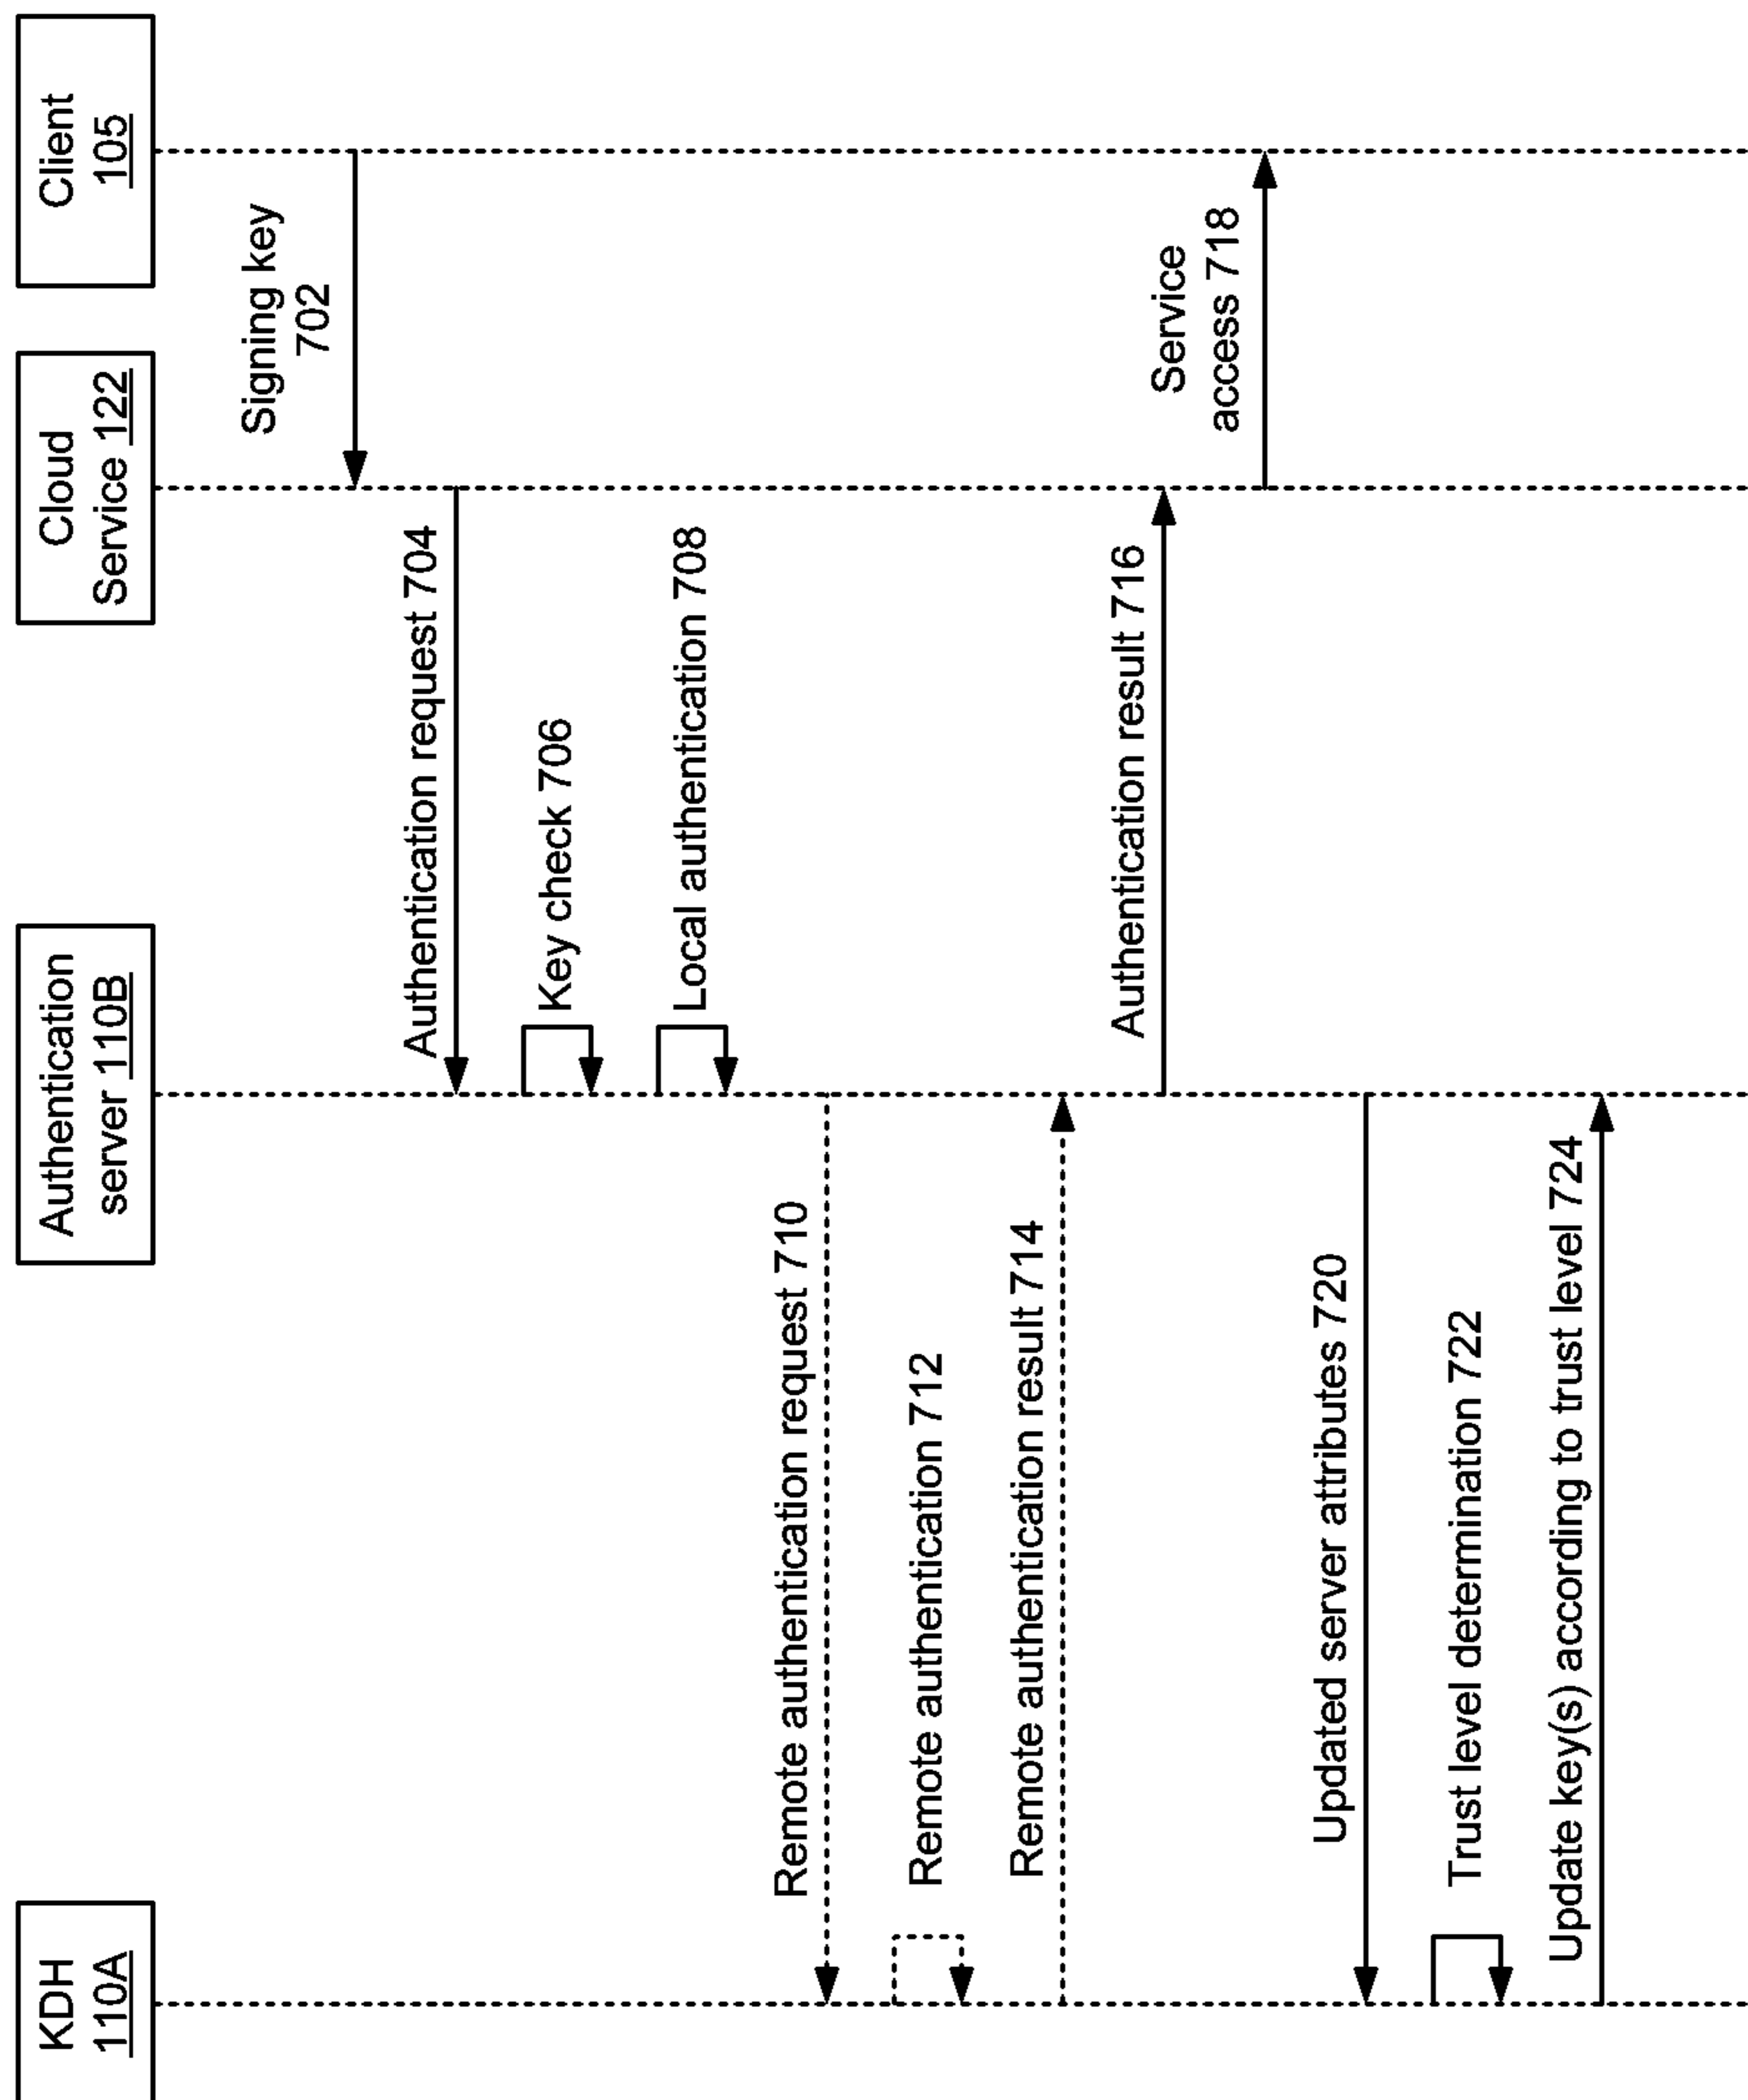 KDH
110A
Authentication
server 110B
Cloud
Service 122
Client
105
Signing key
702
Authentication request 704
Key check 706
Local authentication 708
Remote authentication request 710
Remote authentication 712
Remote authentication result 714
Authentication result 716
Service
access 718
Updated server attributes 720
Trust level determination 722
Update key(s) according to trust level 724